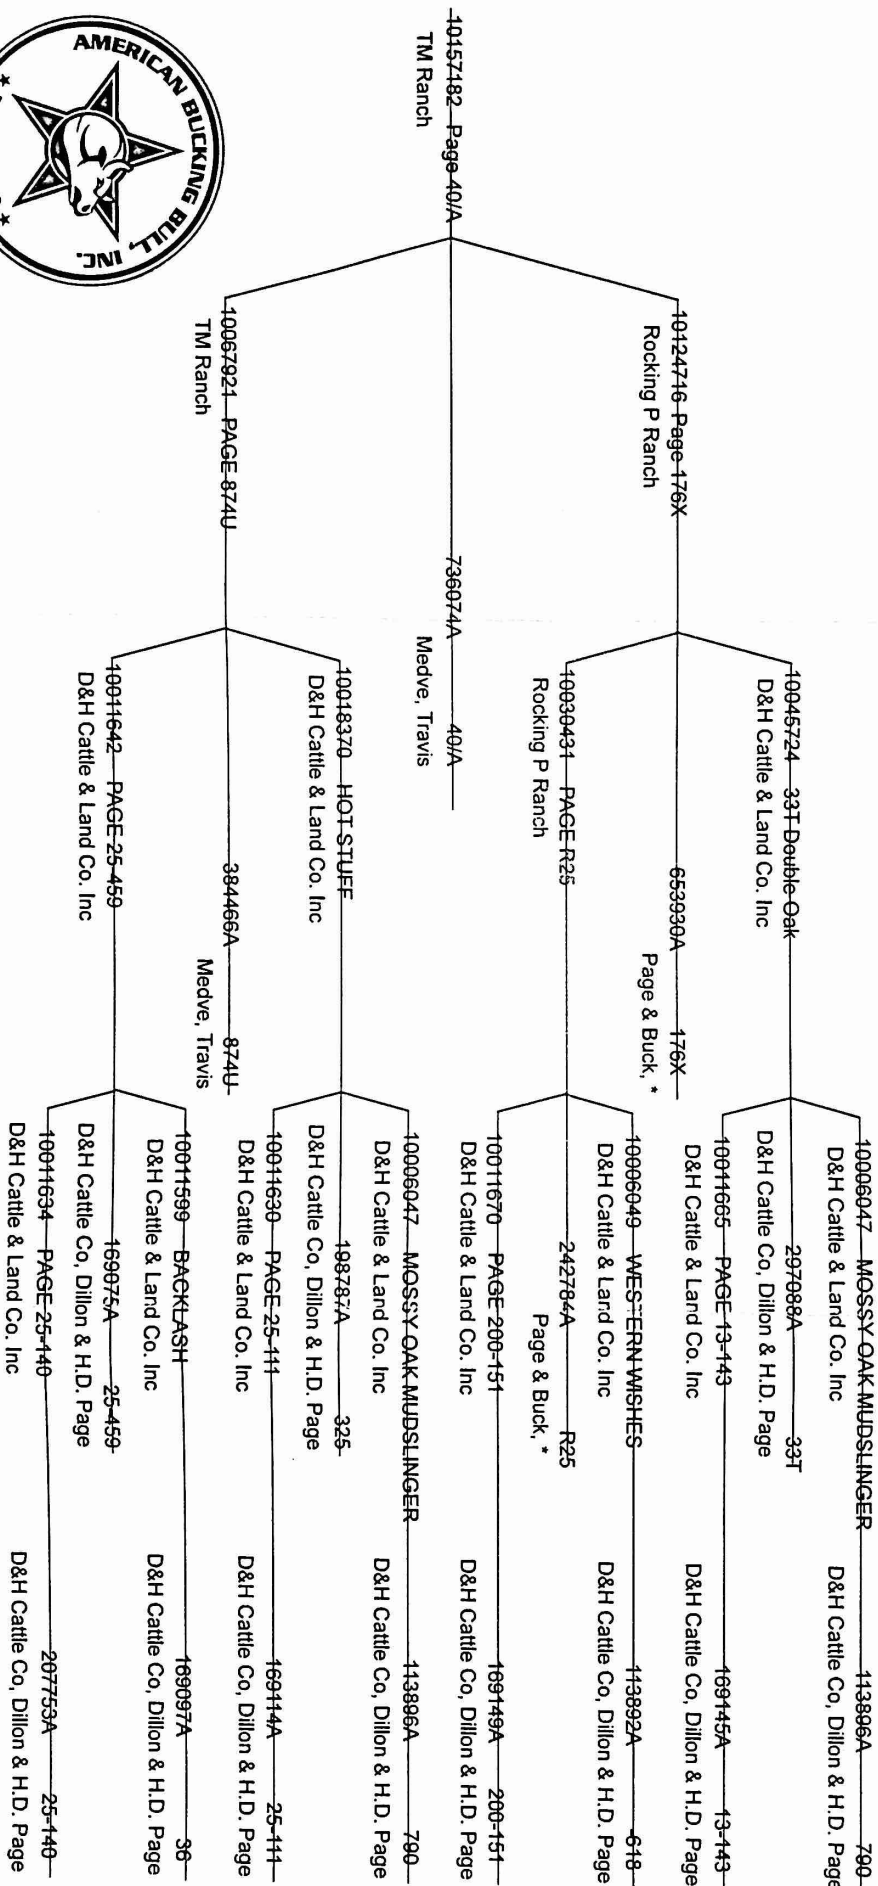 AMERICAN BUCKING BULL, INC.
10157182 Page 40/A
TM Ranch
736074A 40/A
Medve, Travis
10124716 Page 176X
Rocking P Ranch
653930A 176X
Page & Buck, *
10067921 PAGE 874U
TM Ranch
384466A 874U
Medve, Travis
10045724 33T Double Oak
D&H Cattle & Land Co. Inc
297088A 33T
D&H Cattle Co, Dillon & H.D. Page
10030431 PAGE R25
Rocking P Ranch
242784A R25
Page & Buck, *
10018370 HOT STUFF
D&H Cattle & Land Co. Inc
198787A 325
D&H Cattle Co, Dillon & H.D. Page
10011642 PAGE 25-459
D&H Cattle & Land Co. Inc
169075A 25-459
D&H Cattle Co, Dillon & H.D. Page
10006047 MOSSY OAK MUDSLINGER 113896A 790
D&H Cattle & Land Co. Inc D&H Cattle Co, Dillon & H.D. Page
10011665 PAGE 13-143 169145A 13-143
D&H Cattle & Land Co. Inc D&H Cattle Co, Dillon & H.D. Page
10006049 WESTERN WISHES 113892A 618
D&H Cattle & Land Co. Inc D&H Cattle Co, Dillon & H.D. Page
10011670 PAGE 200-151 169149A 200-151
D&H Cattle & Land Co. Inc D&H Cattle Co, Dillon & H.D. Page
10006047 MOSSY OAK MUDSLINGER 113896A 790
D&H Cattle & Land Co. Inc D&H Cattle Co, Dillon & H.D. Page
10011630 PAGE 25-111 169114A 25-111
D&H Cattle & Land Co. Inc D&H Cattle Co, Dillon & H.D. Page
10011599 BACKLASH 169097A 36
D&H Cattle & Land Co. Inc D&H Cattle Co, Dillon & H.D. Page
10011634 PAGE 25-140 207753A 25-140
D&H Cattle & Land Co. Inc D&H Cattle Co, Dillon & H.D. Page